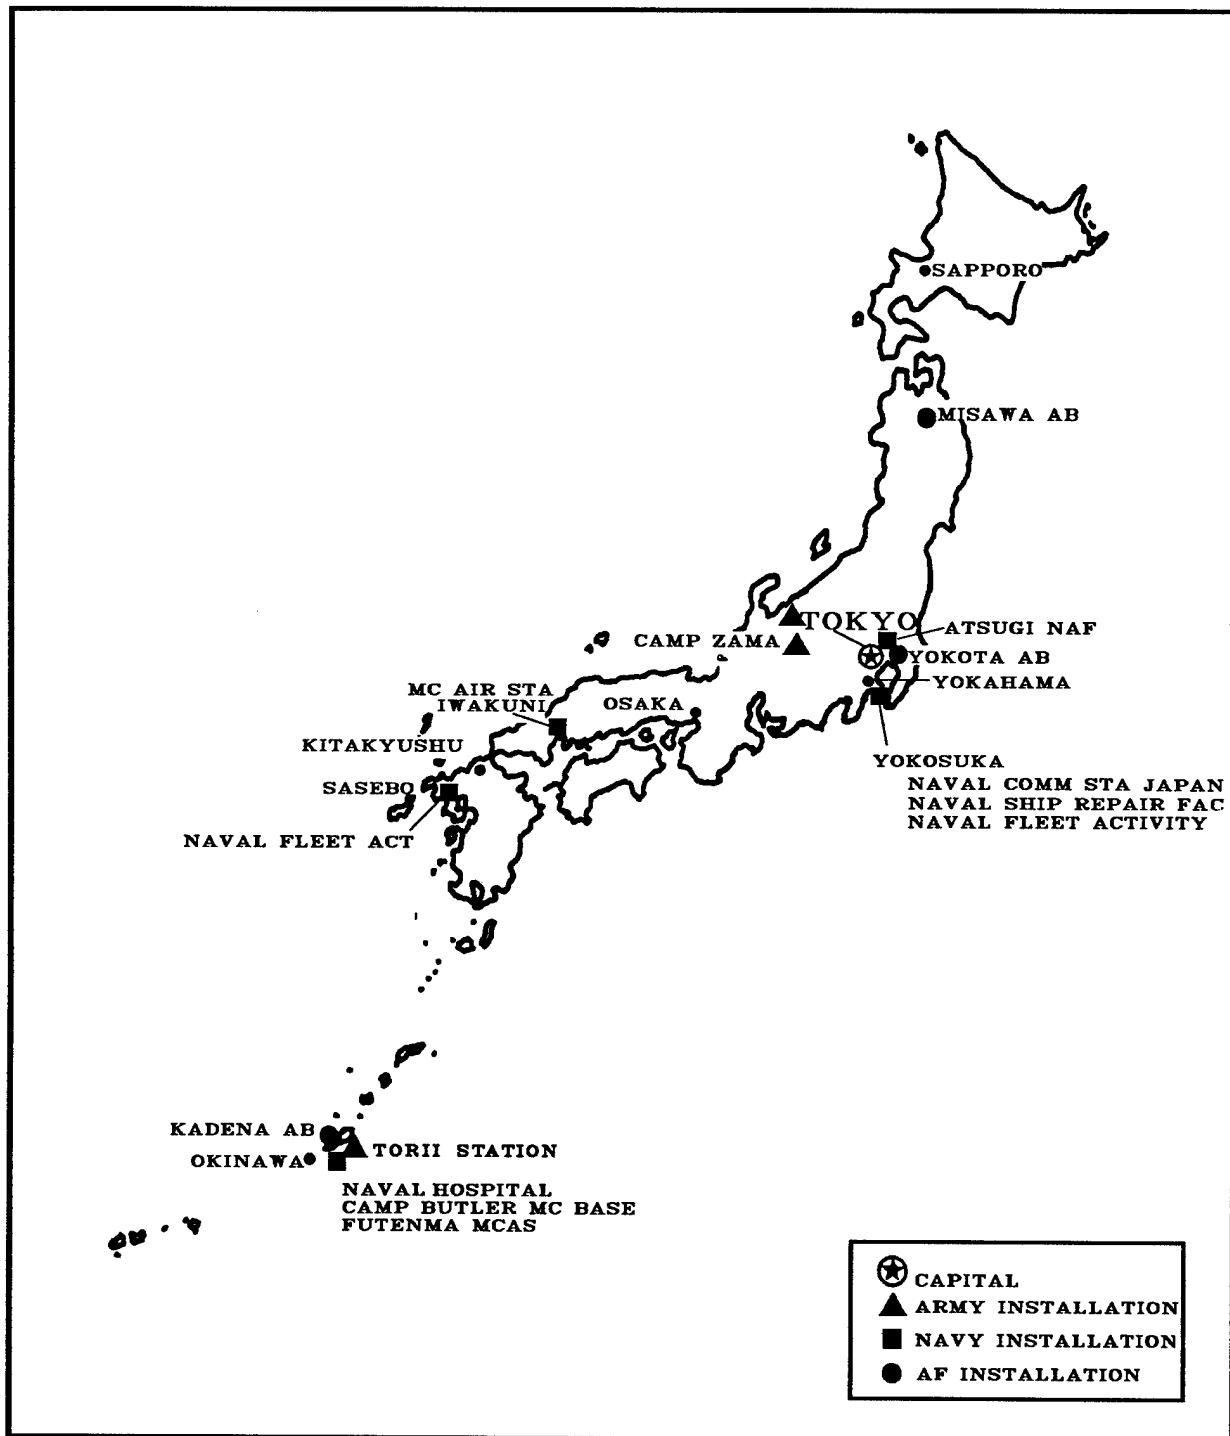 SAPPORO
MISAWA AB
TOKYO
ATSUGI NAF
CAMP ZAMA
YOKOTA AB
YOKAHAMA
MC AIR STA
IWAKUNI
OSAKA
KITAKYUSHU
YOKOSUKA
NAVAL COMM STA JAPAN
NAVAL SHIP REPAIR FAC
NAVAL FLEET ACTIVITY
SASEBO
NAVAL FLEET ACT
KADENA AB
TORII STATION
OKINAWA
NAVAL HOSPITAL
CAMP BUTLER MC BASE
FUTENMA MCAS
CAPITAL
ARMY INSTALLATION
NAVY INSTALLATION
AF INSTALLATION